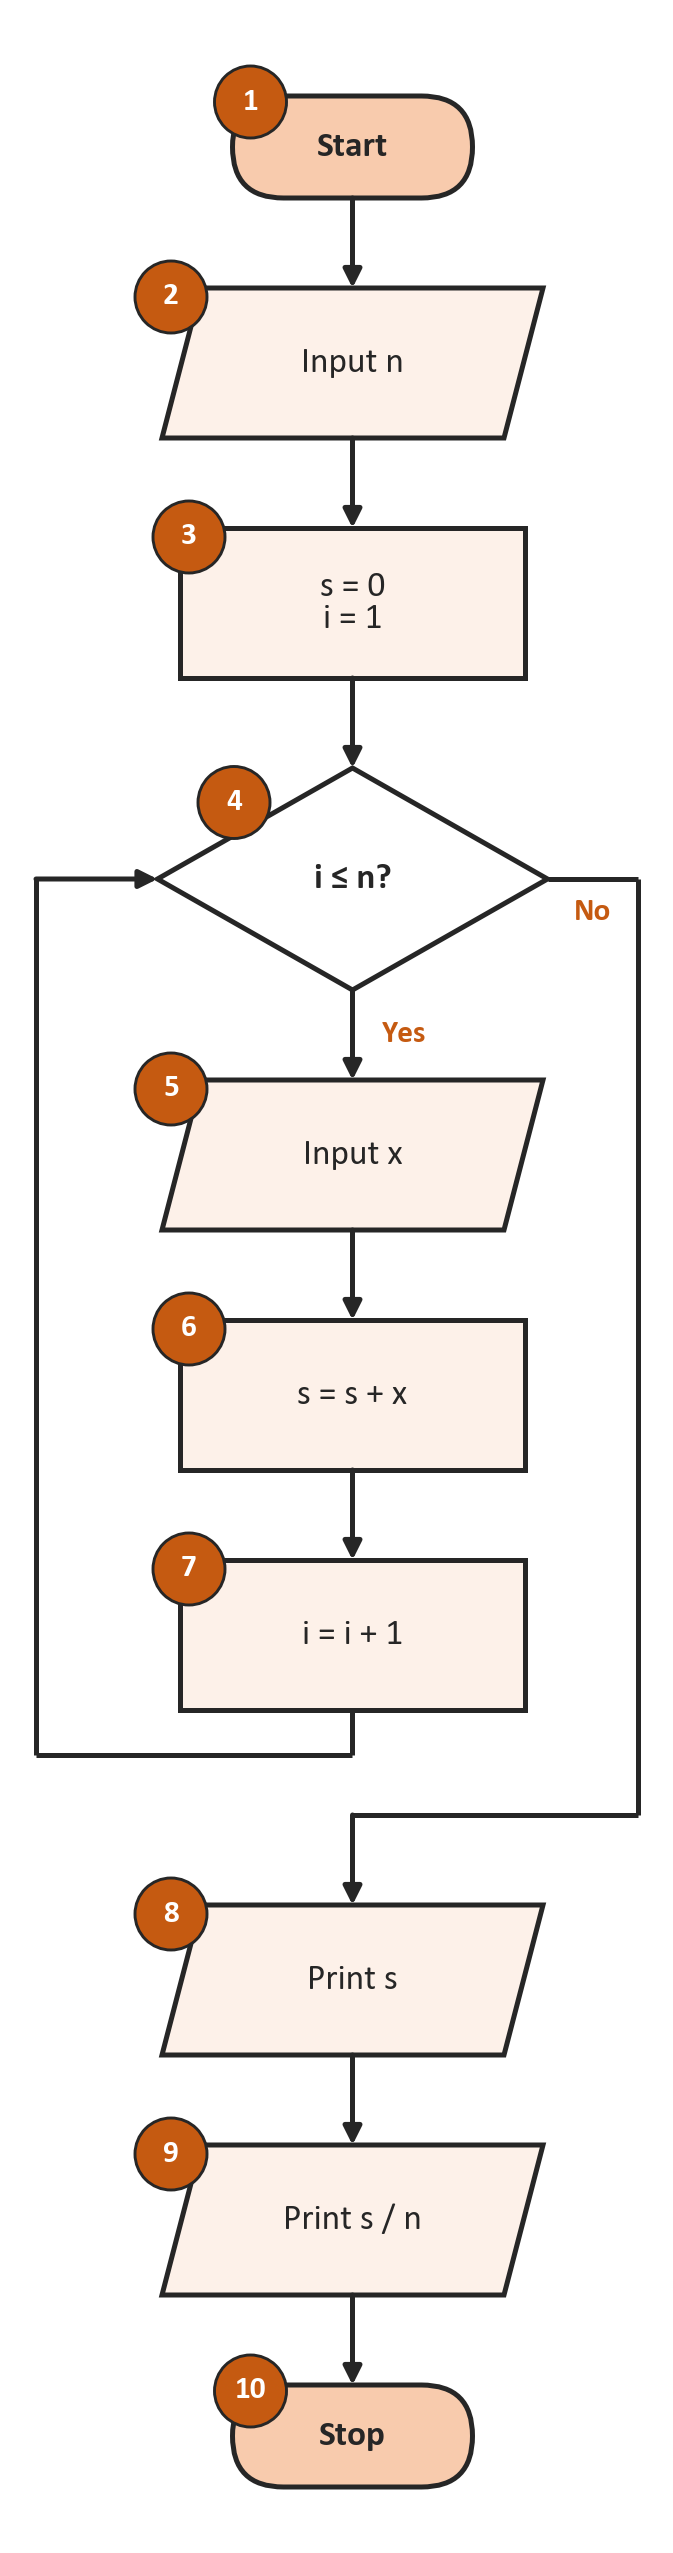 1
Start
2
Input n
3
s = 0
i = 1
4
i ≤ n?
No
Yes
5
Input x
6
s = s + x
7
i = i + 1
8
Print s
9
Print s / n
10
Stop